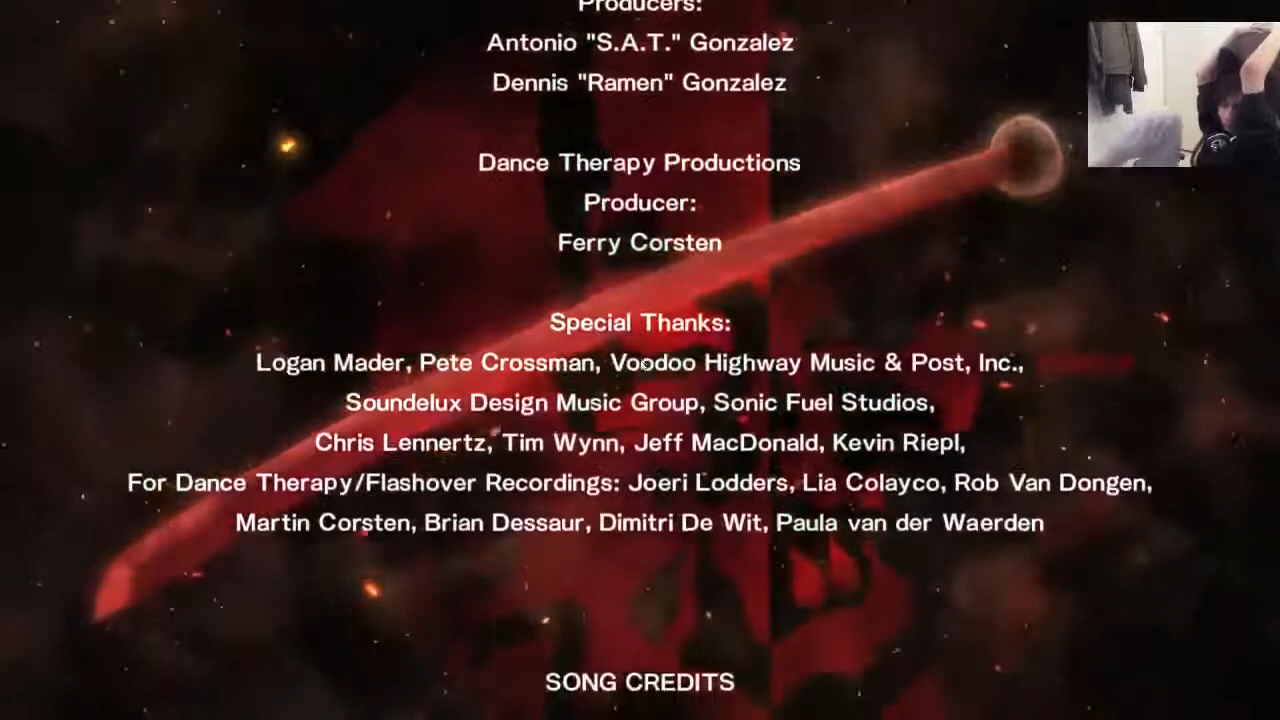 Producers:
Antonio "S.A.T." Gonzalez
Dennis "Ramen" Gonzalez
Dance Therapy Productions
Producer:
Ferry Corsten
Special Thanks:
Logan Mader, Pete Crossman, Voodoo Highway Music & Post, Inc.,
Soundelux Design Music Group, Sonic Fuel Studios,
Chris Lennertz, Tim Wynn, Jeff MacDonald, Kevin Riepl,
For Dance Therapy/Flashover Recordings: Joeri Lodders, Lia Colayco, Rob Van Dongen,
Martin Corsten, Brian Dessaur, Dimitri De Wit, Paula van der Waerden
SONG CREDITS